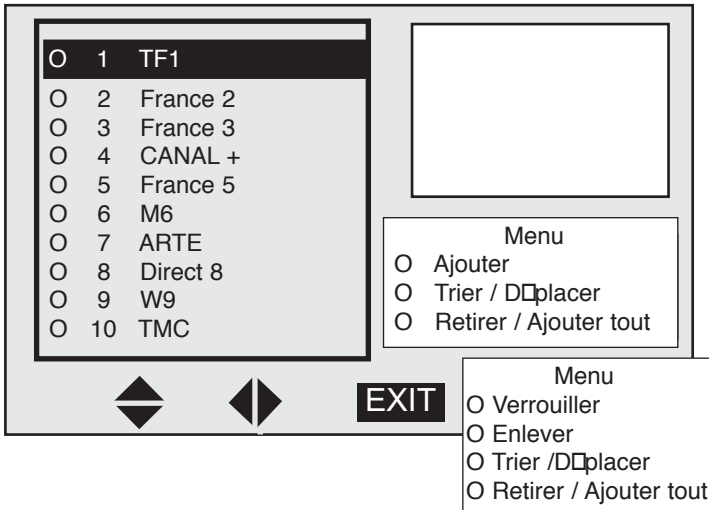 O 1 TF1
O 2 France 2
O 3 France 3
O 4 CANAL +
O 5 France 5
O 6 M6
O 7 ARTE
O 8 Direct 8
O 9 W9
O 10 TMC
Menu
O Ajouter
O Trier / D□placer
O Retirer / Ajouter tout
EXIT
Menu
O Verrouiller
O Enlever
O Trier /D□placer
O Retirer / Ajouter tout